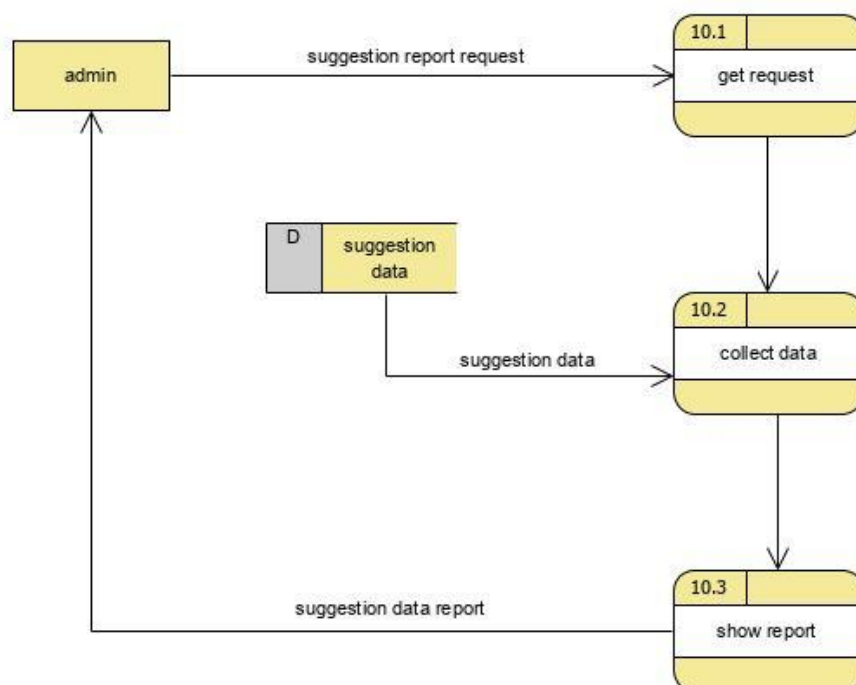 10.1
suggestion report request
admin
get request
D
suggestion
data
10.2
collect data
suggestion data
10.3
suggestion data report
show report